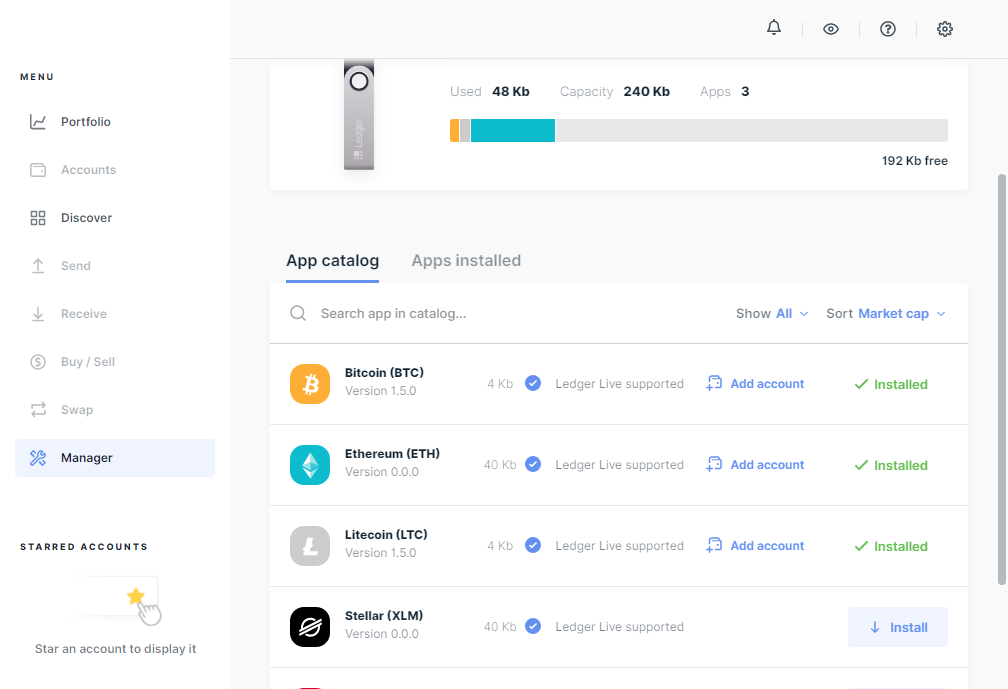 MENU
Portfolio
Accounts
Discover
Send
Receive
Buy / Sell
Swap
Manager
STARRED ACCOUNTS
Star an account to display it
Ledger
Used 48 Kb Capacity 240 Kb Apps 3
192 Kb free
App catalog Apps installed
Search app in catalog... Show All Sort Market cap
Bitcoin (BTC)
Version 1.5.0
4 Kb Ledger Live supported Add account Installed
Ethereum (ETH)
Version 0.0.0
40 Kb Ledger Live supported Add account Installed
Litecoin (LTC)
Version 1.5.0
4 Kb Ledger Live supported Add account Installed
Stellar (XLM)
Version 0.0.0
40 Kb Ledger Live supported Install